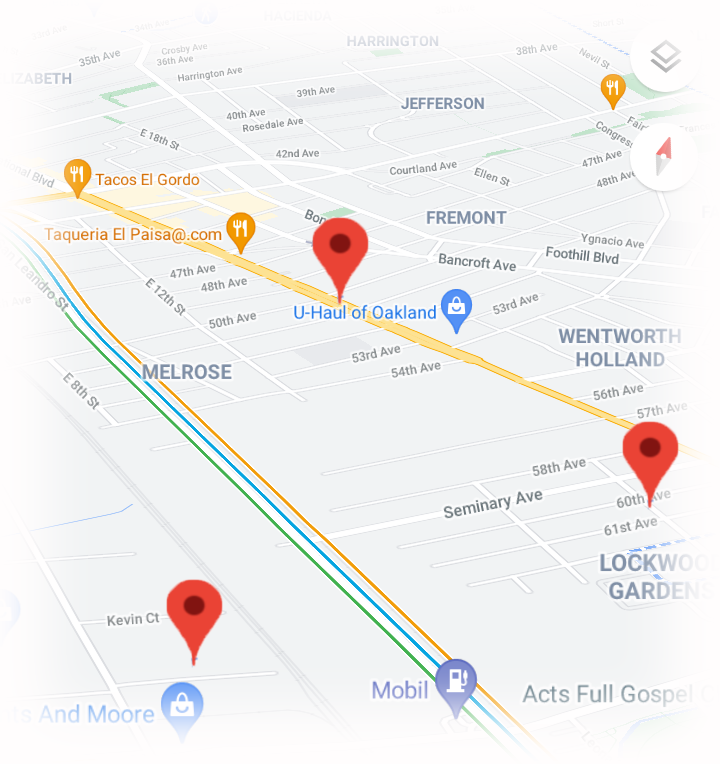 HACIENDA
HARRINGTON
35th Ave
Crosby Ave
36th Ave
38th Ave
Nevil St
IZABETH
Harrington Ave
39th Ave
JEFFERSON
40th Ave
Rosedale Ave
E 18th St
42nd Ave
Courtland Ave
Ellen St
Congress
47th Ave
48th Ave
Tacos El Gordo
Bon
FREMONT
Taqueria El Paisa@.com
Ygnacio Ave
Foothill Blvd
Bancroft Ave
47th Ave
48th Ave
E 12th St
50th Ave
U-Haul of Oakland
53rd Ave
n Leandro St
WENTWORTH
HOLLAND
53rd Ave
54th Ave
MELROSE
E 8th St
56th Ave
57th Ave
58th Ave
Seminary Ave
60th Ave
61st Ave
LOCKWOO
GARDENS
Kevin Ct
Mobil
Acts Full Gospel C
ts And Moore